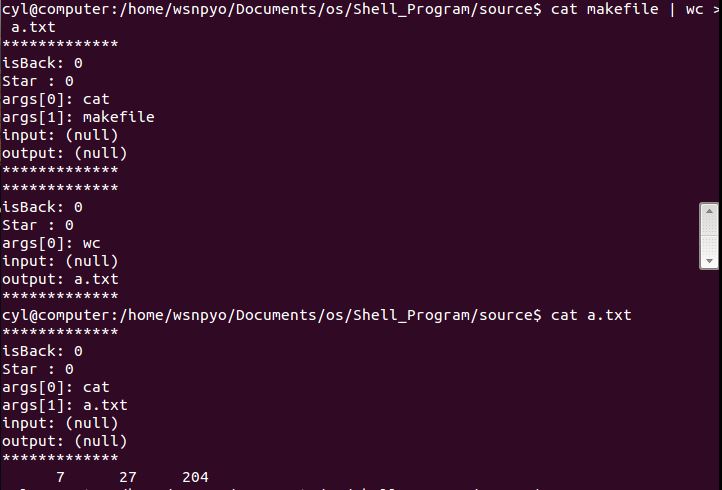 cyl@computer:/home/wsnpyo/Documents/os/Shell_Program/source$ cat makefile | wc >
a.txt
*************
isBack: 0
Star : 0
args[0]: cat
args[1]: makefile
input: (null)
output: (null)
*************
*************
isBack: 0
Star : 0
args[0]: wc
input: (null)
output: a.txt
*************
cyl@computer:/home/wsnpyo/Documents/os/Shell_Program/source$ cat a.txt
*************
isBack: 0
Star : 0
args[0]: cat
args[1]: a.txt
input: (null)
output: (null)
*************
7 27 204